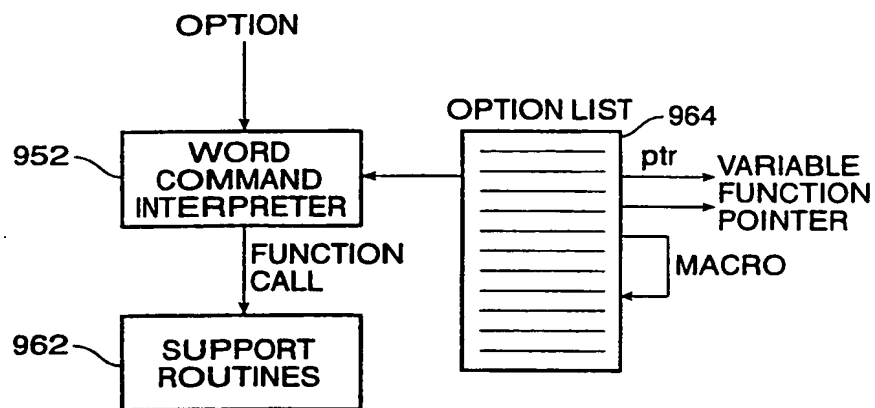 OPTION
OPTION LIST
964
952
WORD
COMMAND
INTERPRETER
ptr
VARIABLE
FUNCTION
POINTER
FUNCTION
CALL
MACRO
962
SUPPORT
ROUTINES